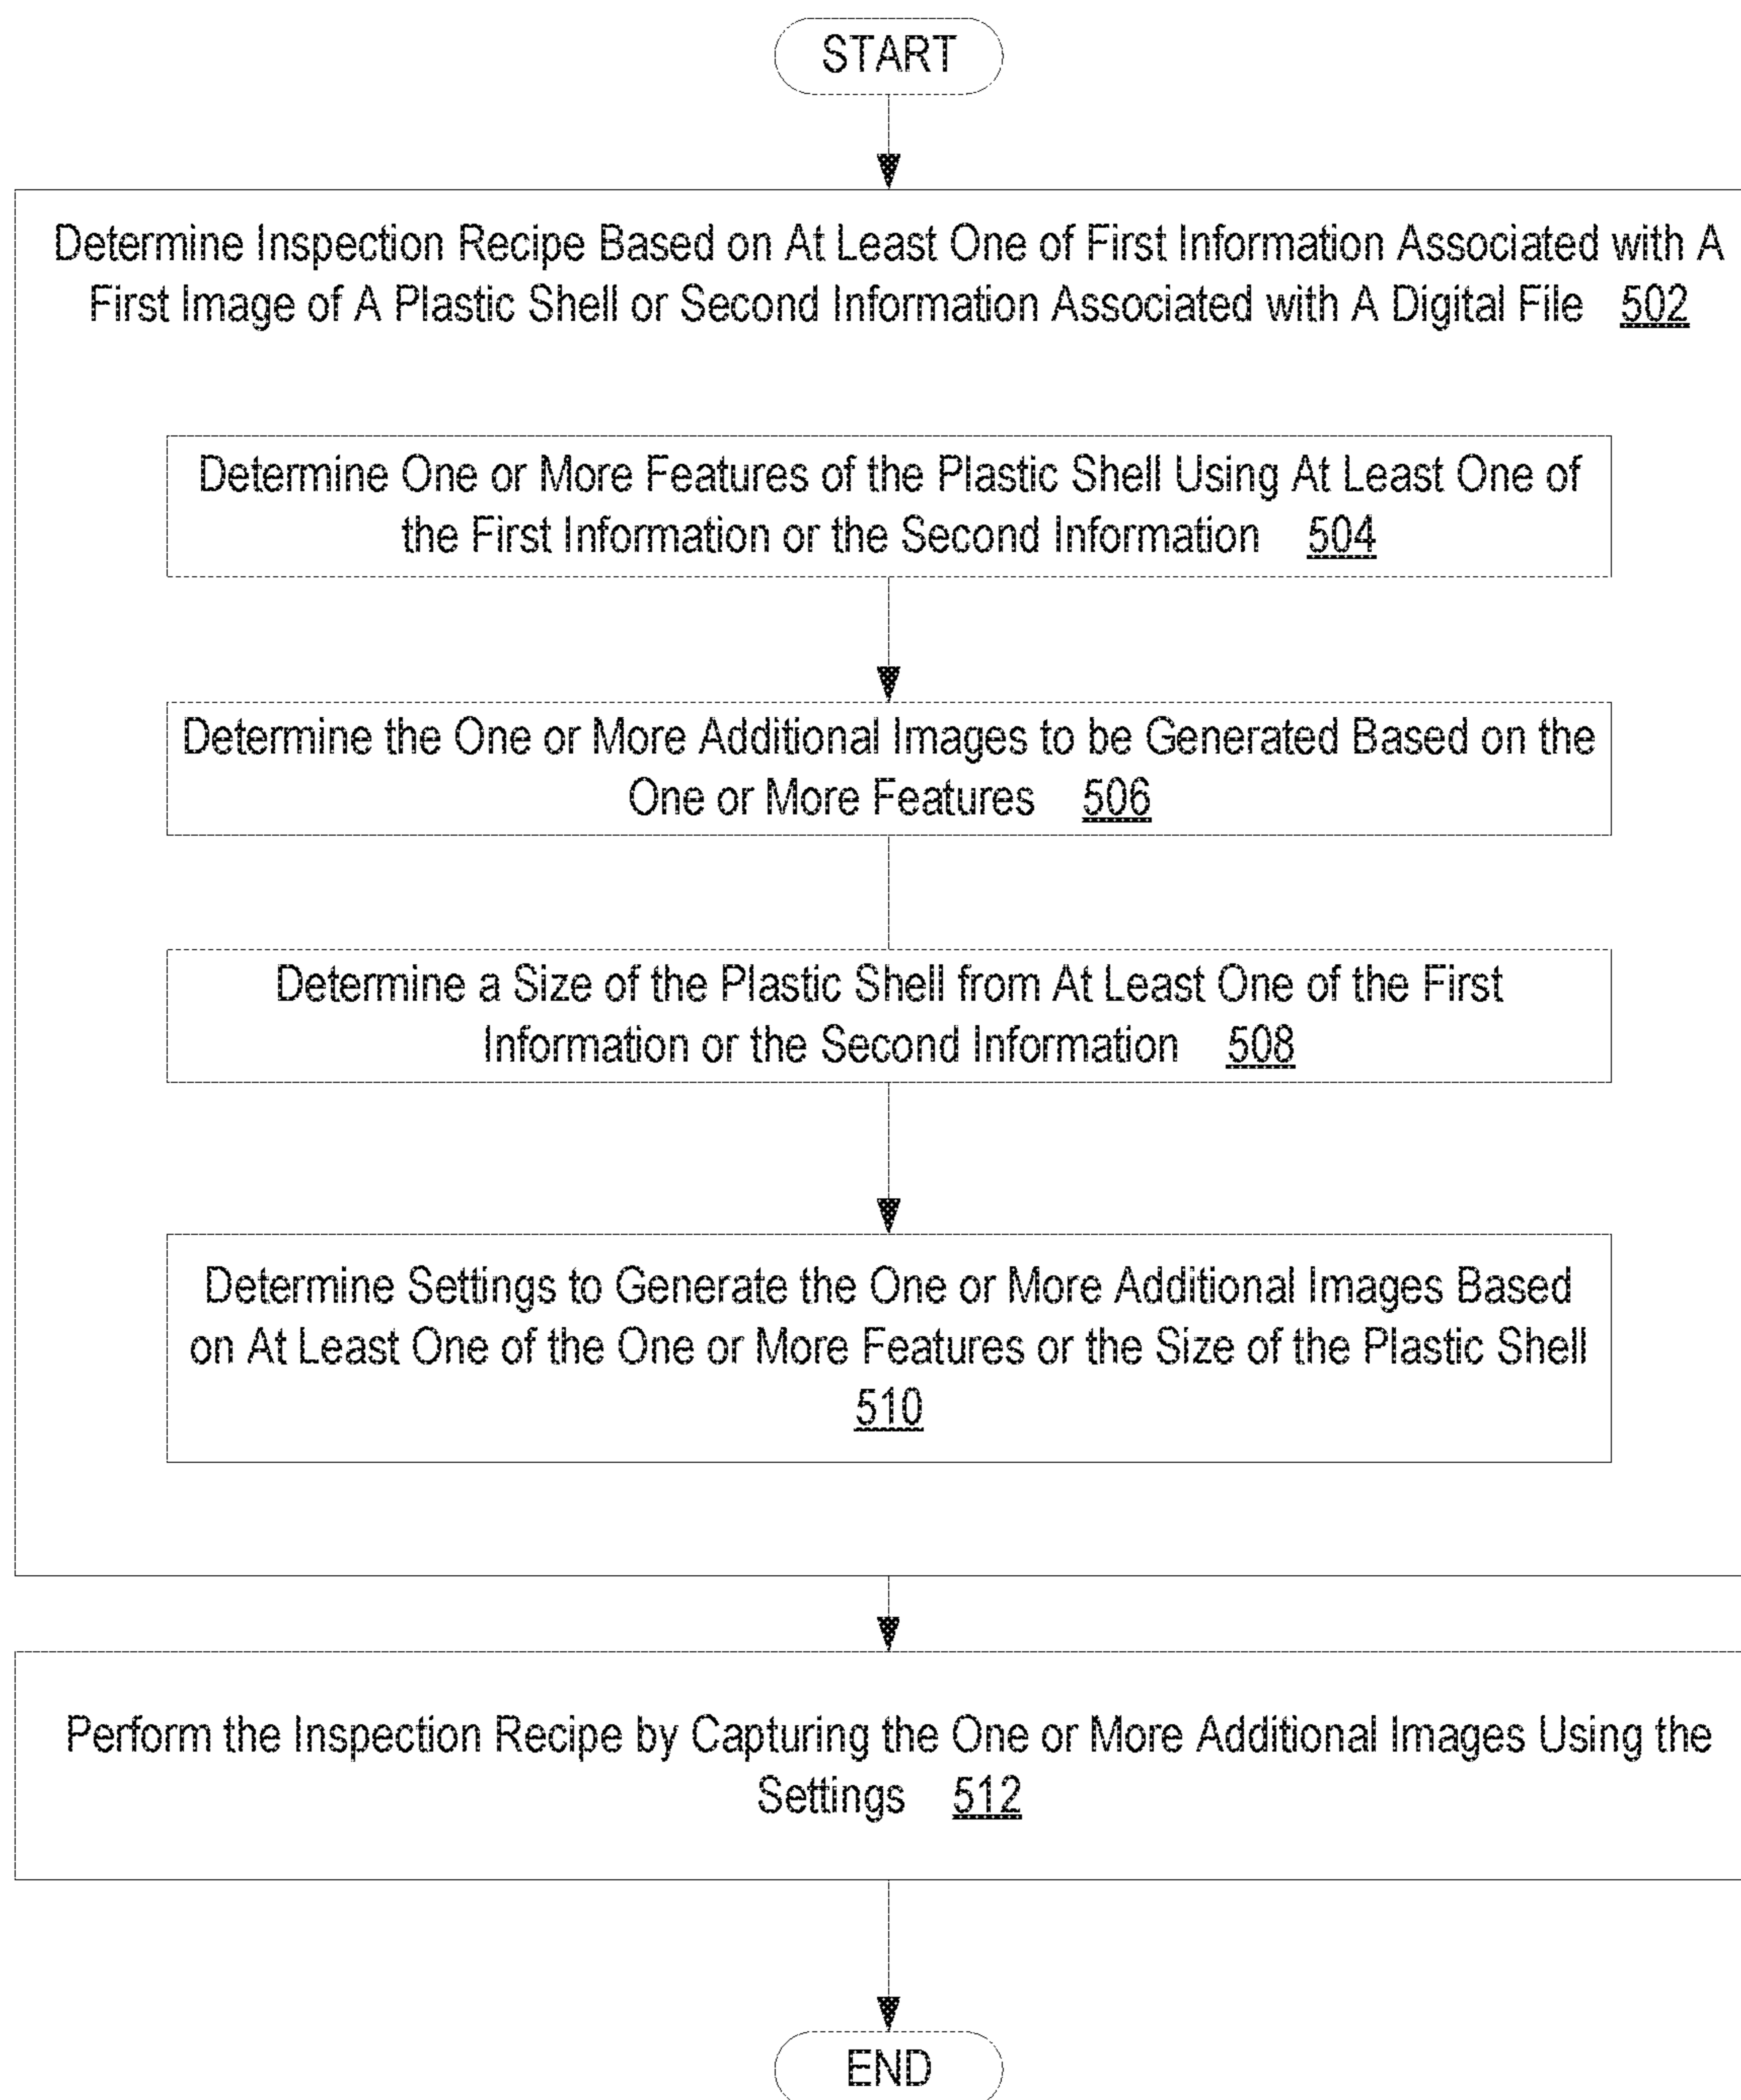 START
Determine Inspection Recipe Based on At Least One of First Information Associated with A
First Image of A Plastic Shell or Second Information Associated with A Digital File 502
Determine One or More Features of the Plastic Shell Using At Least One of
the First Information or the Second Information 504
Determine the One or More Additional Images to be Generated Based on the
One or More Features 506
Determine a Size of the Plastic Shell from At Least One of the First
Information or the Second Information 508
Determine Settings to Generate the One or More Additional Images Based
on At Least One of the One or More Features or the Size of the Plastic Shell
510
Perform the Inspection Recipe by Capturing the One or More Additional Images Using the
Settings 512
END